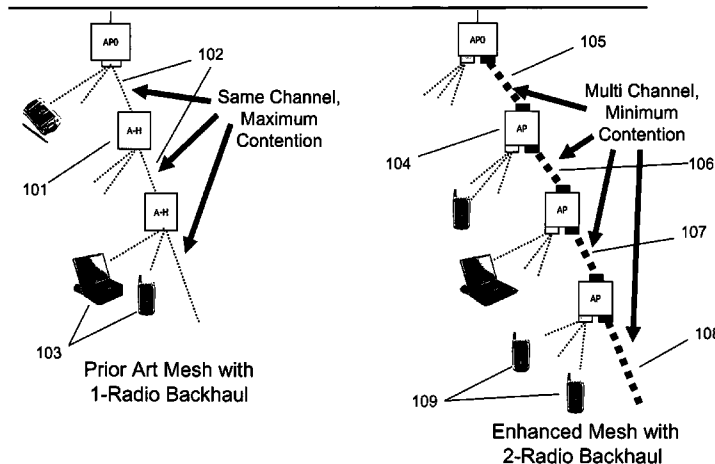 AP0
102
Same Channel,
Maximum
Contention
A-H
101
A-H
103
Prior Art Mesh with
1-Radio Backhaul
AP0
105
Multi Channel,
Minimum
Contention
AP
104
106
AP
107
AP
108
109
Enhanced Mesh with
2-Radio Backhaul